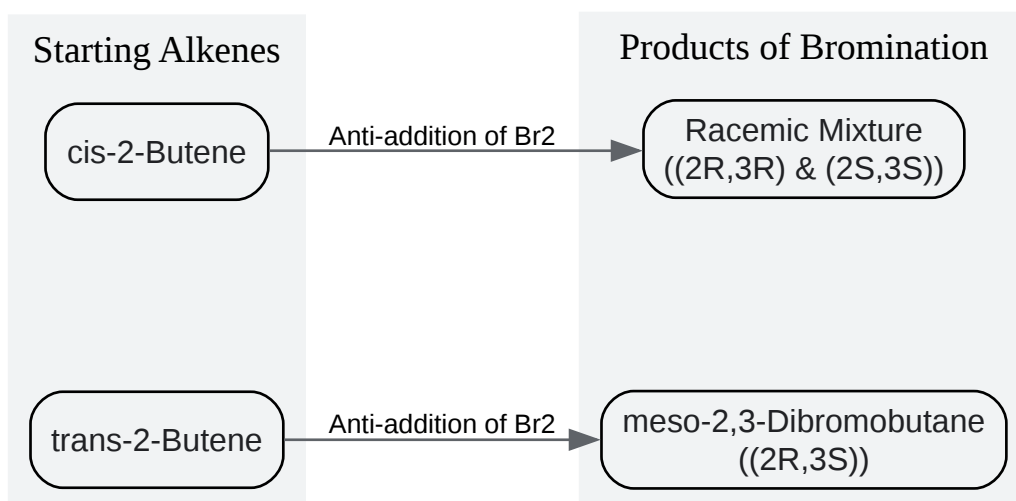 Starting Alkenes
Products of Bromination
cis-2-Butene
Anti-addition of Br2
Racemic Mixture
((2R,3R) & (2S,3S))
trans-2-Butene
Anti-addition of Br2
meso-2,3-Dibromobutane
((2R,3S))